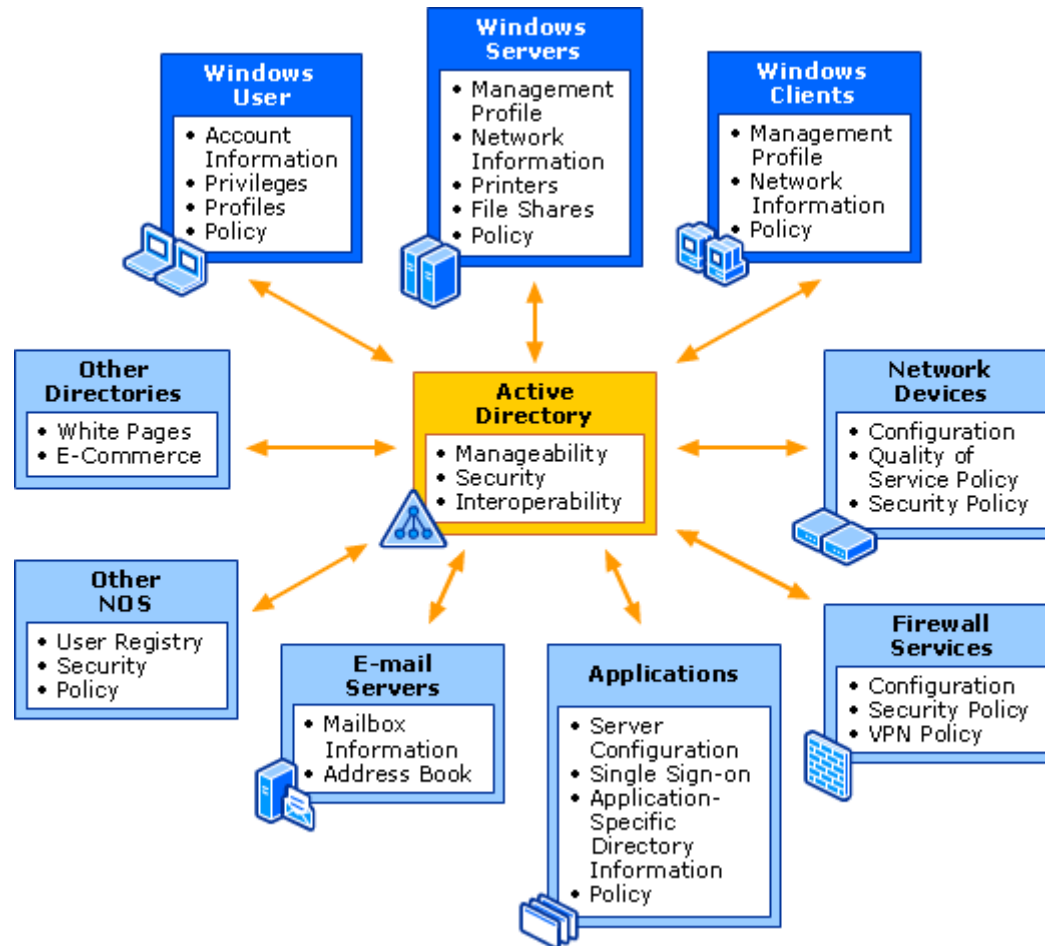 Windows
User
• Account
Information
• Privileges
• Profiles
• Policy
Windows
Servers
• Management
Profile
• Network
Information
• Printers
• File Shares
• Policy
Windows
Clients
• Management
Profile
• Network
Information
• Policy
Other
Directories
• White Pages
• E-Commerce
Active
Directory
• Manageability
• Security
• Interoperability
Network
Devices
• Configuration
• Quality of
Service Policy
• Security Policy
Other
NOS
• User Registry
• Security
• Policy
E-mail
Servers
• Mailbox
Information
• Address Book
Applications
• Server
Configuration
• Single Sign-on
• Application-
Specific
Directory
Information
• Policy
Firewall
Services
• Configuration
• Security Policy
• VPN Policy